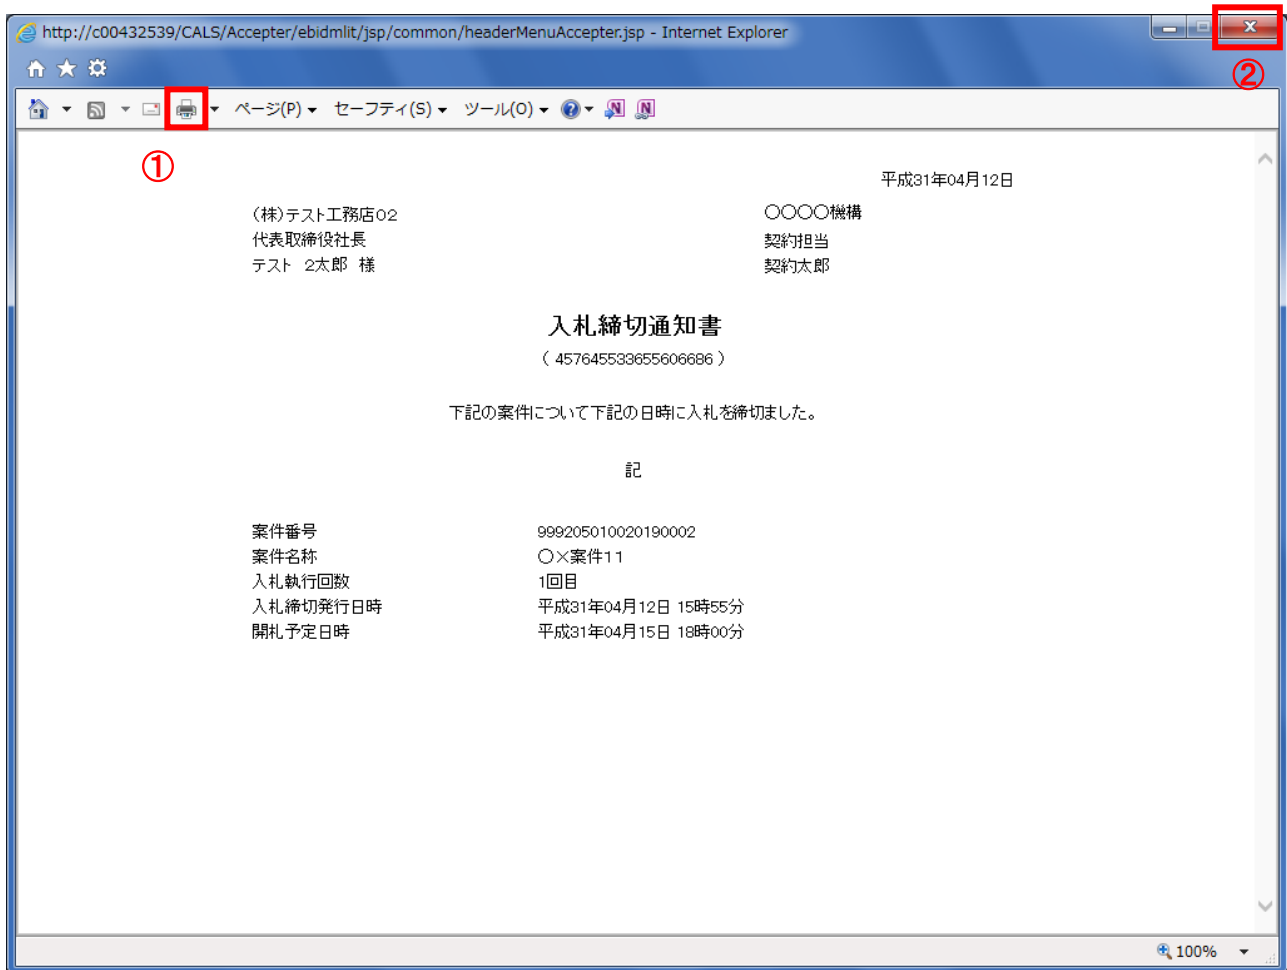 http://c00432539/CALS/Accepter/ebidmlit/jsp/common/headerMenuAccepter.jsp - Internet Explorer
②
ページ(P) セーフティ(S) ツール(O)
①
平成31年04月12日
(株)テスト工務店02 〇〇〇〇機構
代表取締役社長 契約担当
テスト 2太郎 様 契約太郎
入札締切通知書
( 457645533655606686 )
下記の案件について下記の日時に入札を締切ました。
記
案件番号 999205010020190002
案件名称 〇×案件11
入札執行回数 1回目
入札締切発行日時 平成31年04月12日 15時55分
開札予定日時 平成31年04月15日 18時00分
100%